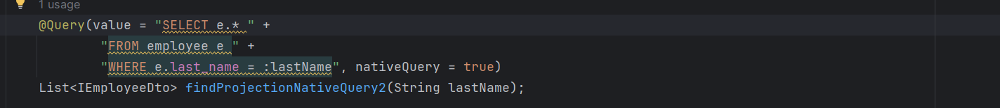 1 usage
@Query(value = "SELECT e.* " +
"FROM employee e " +
"WHERE e.last_name = :lastName", nativeQuery = true)
List<IEmployeeDto> findProjectionNativeQuery2(String lastName);